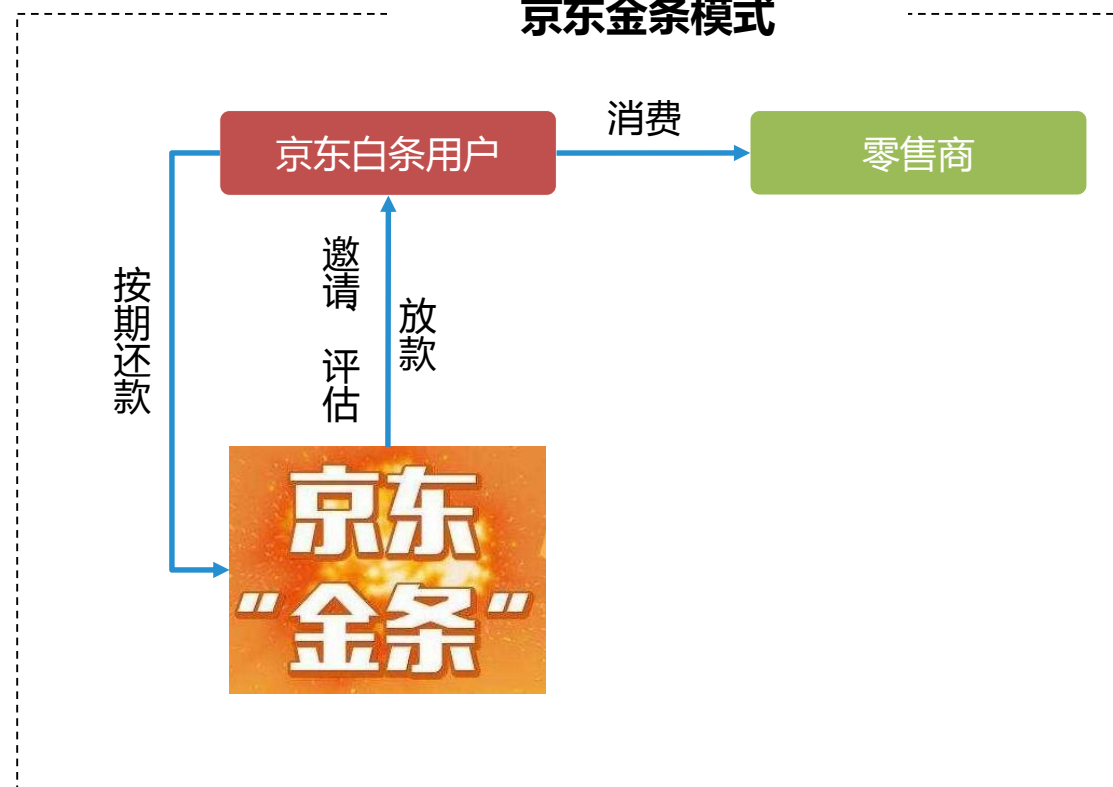 京东金条模式
消费
京东白条用户
零售商
按期还款
邀请、评估
放款
京东
“金条”